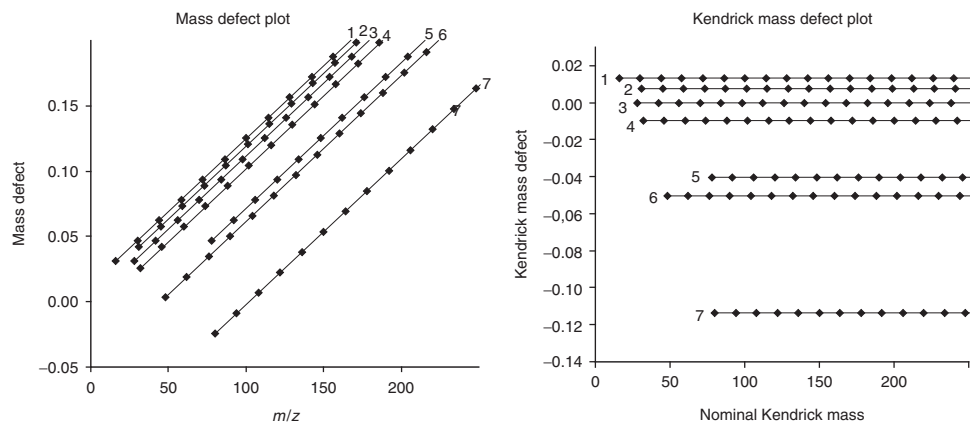 Mass defect plot
1 2 3 4 5 6
7
7
0.15
0.10
0.05
0.00
−0.05
Mass defect
0 50 100 150 200
m/z
Kendrick mass defect plot
0.02
0.00
−0.02
−0.04
−0,06
−0.08
−0.10
−0.12
−0.14
Kendrick mass defect
1
2
3
4
5
6
7
0 50 100 150 200
Nominal Kendrick mass